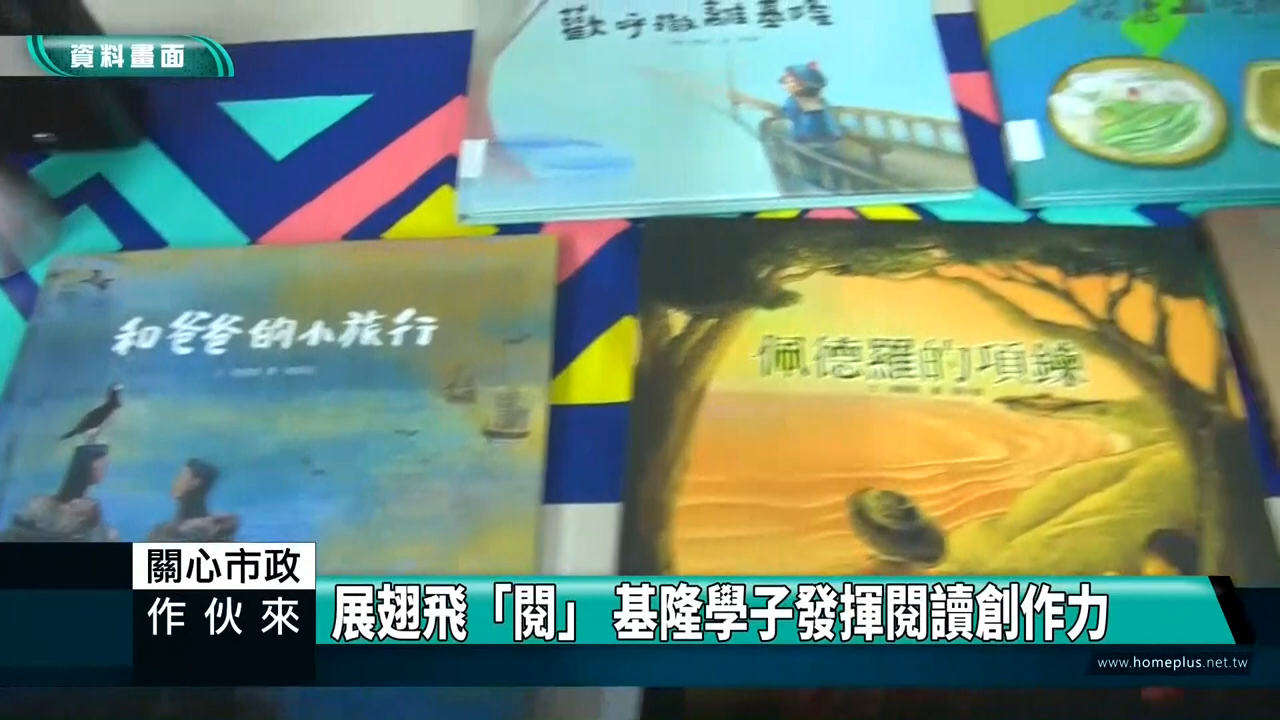 資料畫面
歡呼撤離基隆
和爸爸的小旅行
佩德羅的項鍊
關心市政
作伙來
展翅飛「閱」 基隆學子發揮閱讀創作力
www.homeplus.net.tw